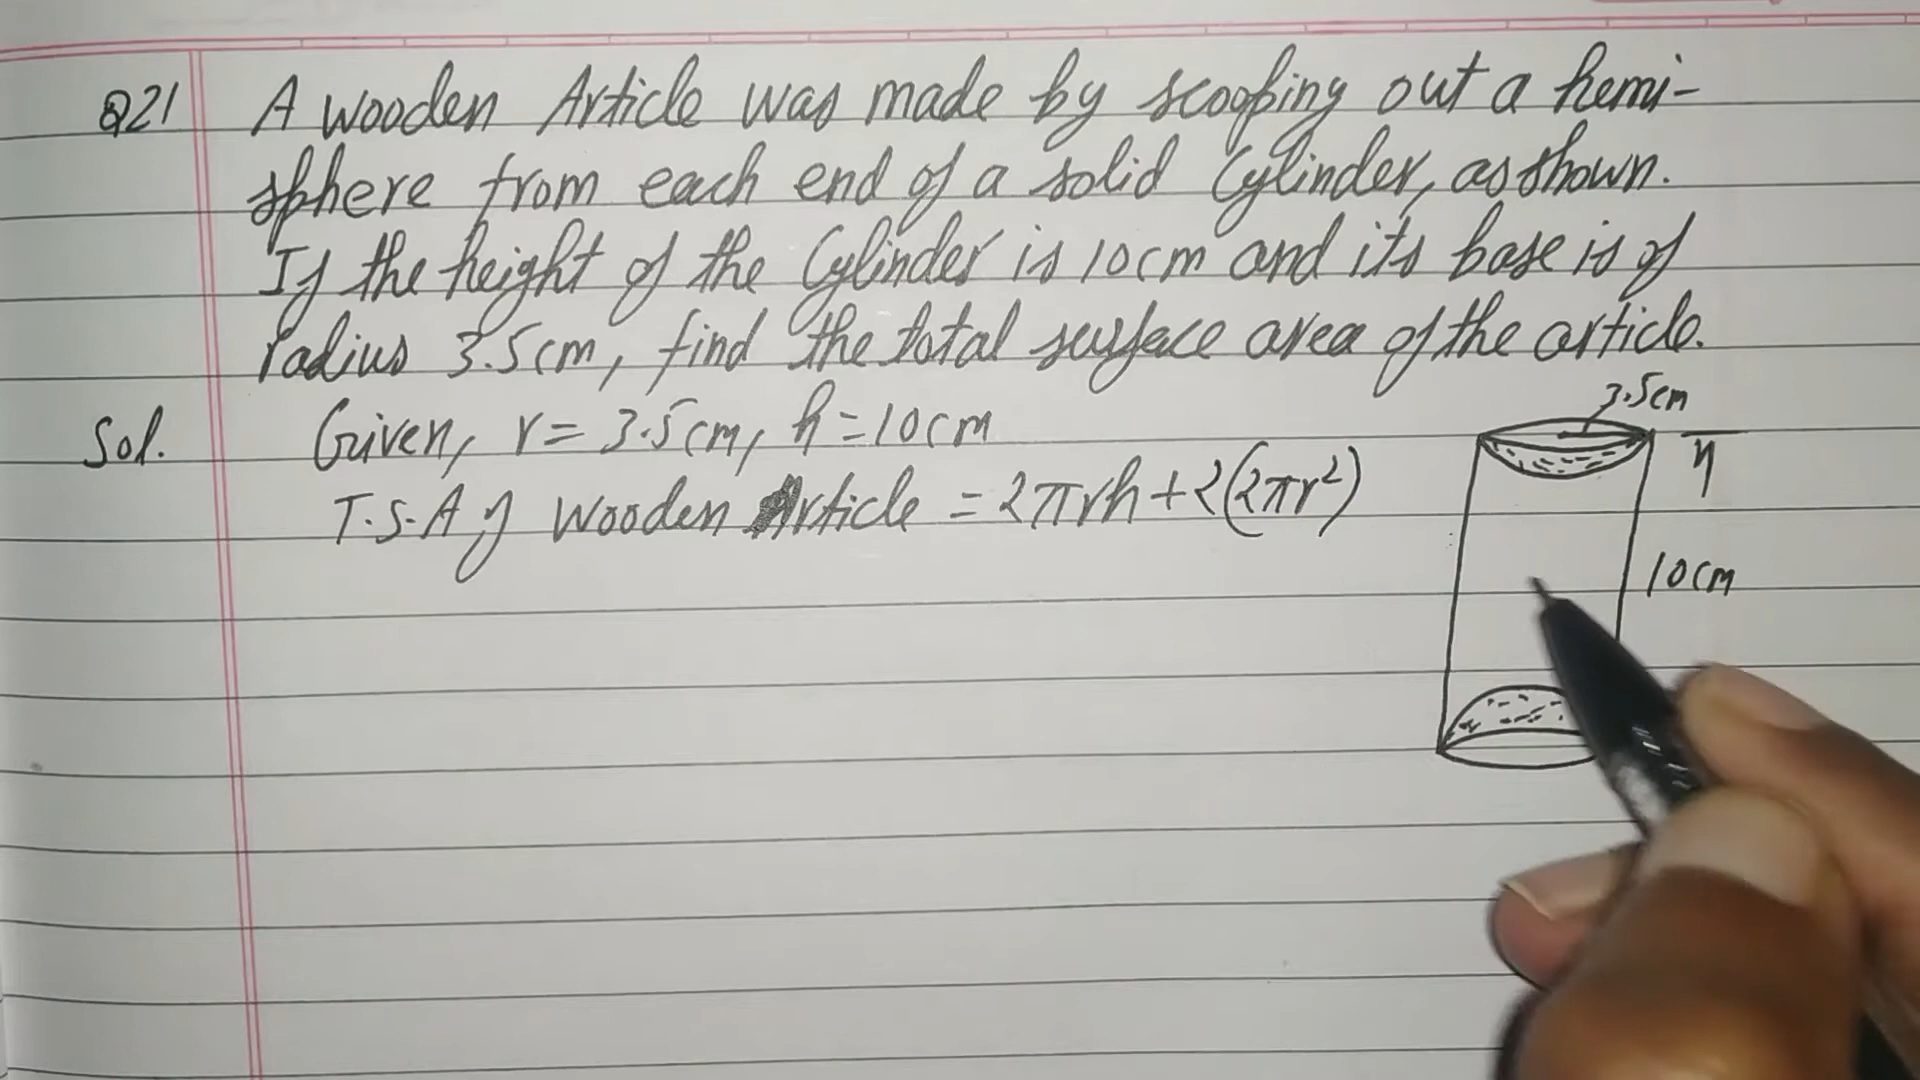 Q21 A wooden Article was made by scooping out a hemi-
sphere from each end of a solid Cylinder, as shown.
If the height of the Cylinder is 10cm and its base is of
radius 3.5cm, find the total surface area of the article.
3.5cm
Sol. Given, r = 3.5cm, h = 10cm
T.S.A of wooden Article = 2πrh + 2(2πr²)
10cm